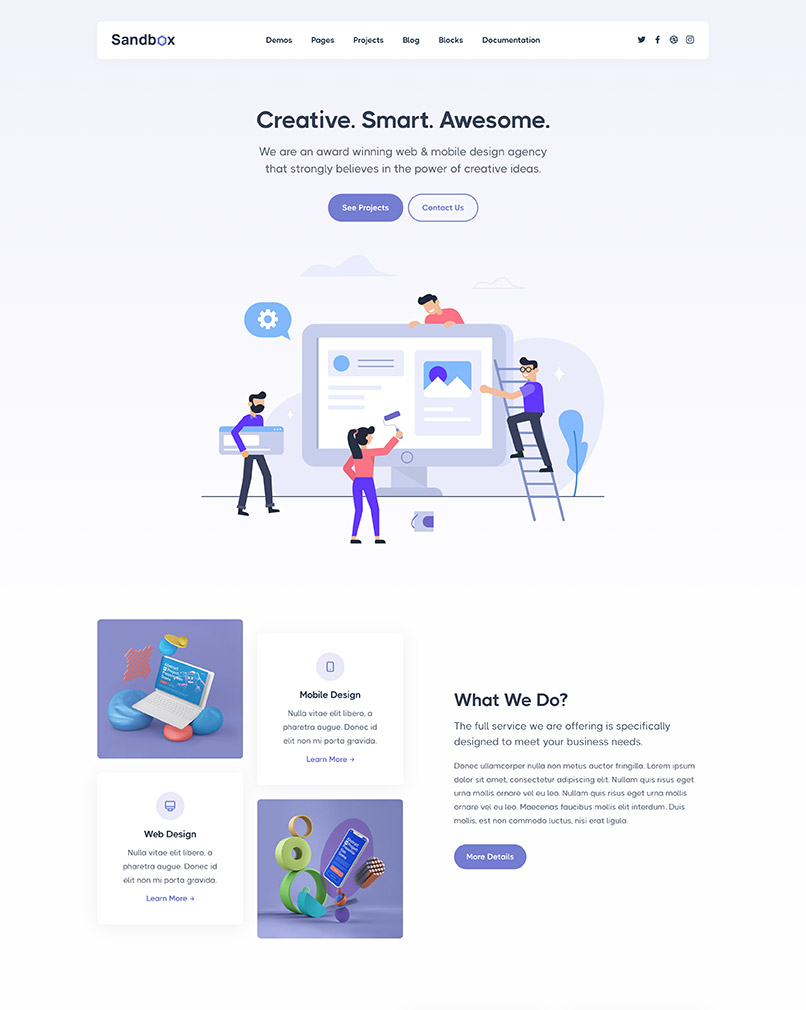 Sandbox
Demos Pages Projects Blog Blocks Documentation
Creative. Smart. Awesome.
We are an award winning web & mobile design agency
that strongly believes in the power of creative ideas.
See Projects Contact Us
Mobile Design
Nulla vitae elit libero, a
pharetra augue. Donec id
elit non mi porta gravida.
Learn More →
Web Design
Nulla vitae elit libero, a
pharetra augue. Donec id
elit non mi porta gravida.
Learn More →
What We Do?
The full service we are offering is specifically
designed to meet your business needs.
Donec ullamcorper nulla non metus auctor fringilla. Lorem ipsum
dolor sit amet, consectetur adipiscing elit. Nullam quis risus eget
urna mollis ornare vel eu leo. Nullam quis risus eget urna mollis
ornare vel eu leo. Maecenas faucibus mollis elit interdum. Duis
mollis, est non commodo luctus, nisi erat ligula.
More Details